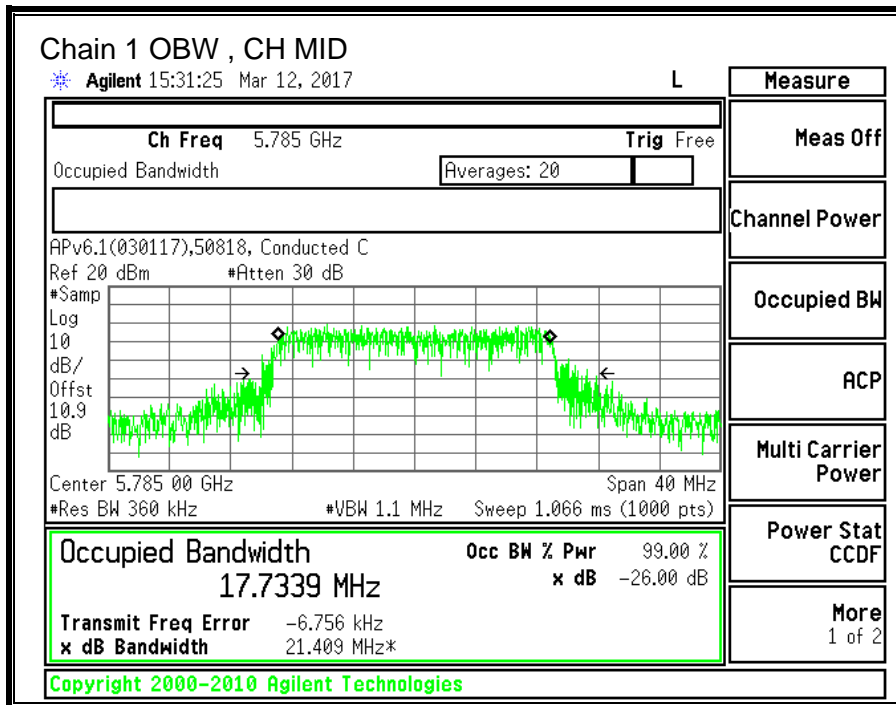 Chain 1 OBW , CH MID
Agilent 15:31:25 Mar 12, 2017 L
Measure
Ch Freq 5.785 GHz Trig Free
Occupied Bandwidth Averages: 20
APv6.1(030117),50818, Conducted C
Ref 20 dBm #Atten 30 dB
#Samp
Log
10
dB/
Offst
10.9
dB
Center 5.785 00 GHz Span 40 MHz
#Res BW 360 kHz #VBW 1.1 MHz Sweep 1.066 ms (1000 pts)
Occupied Bandwidth Occ BW % Pwr 99.00 %
17.7339 MHz x dB -26.00 dB
Transmit Freq Error -6.756 kHz
x dB Bandwidth 21.409 MHz*
Copyright 2000-2010 Agilent Technologies
Meas Off
Channel Power
Occupied BW
ACP
Multi Carrier
Power
Power Stat
CCDF
More
1 of 2